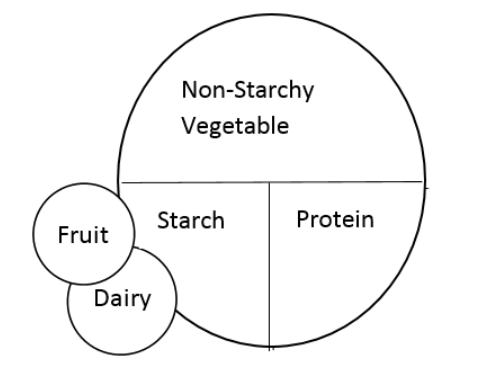 Non-Starchy
Vegetable
Starch
Protein
Fruit
Dairy